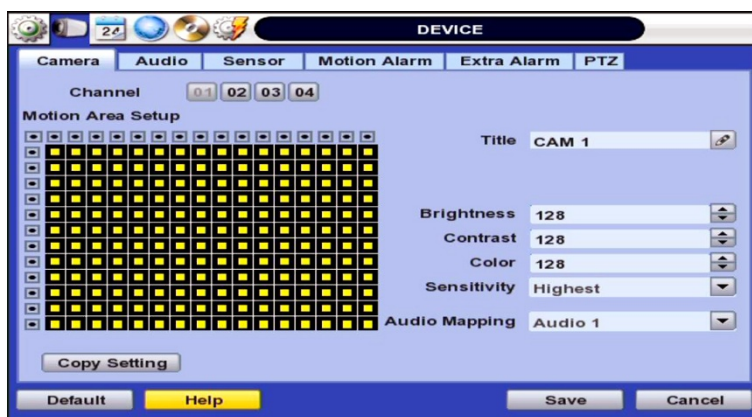 24
DEVICE
Camera Audio Sensor Motion Alarm Extra Alarm PTZ
Channel 01 02 03 04
Motion Area Setup
Title CAM 1
Brightness 128
Contrast 128
Color 128
Sensitivity Highest
Audio Mapping Audio 1
Copy Setting
Default Help Save Cancel